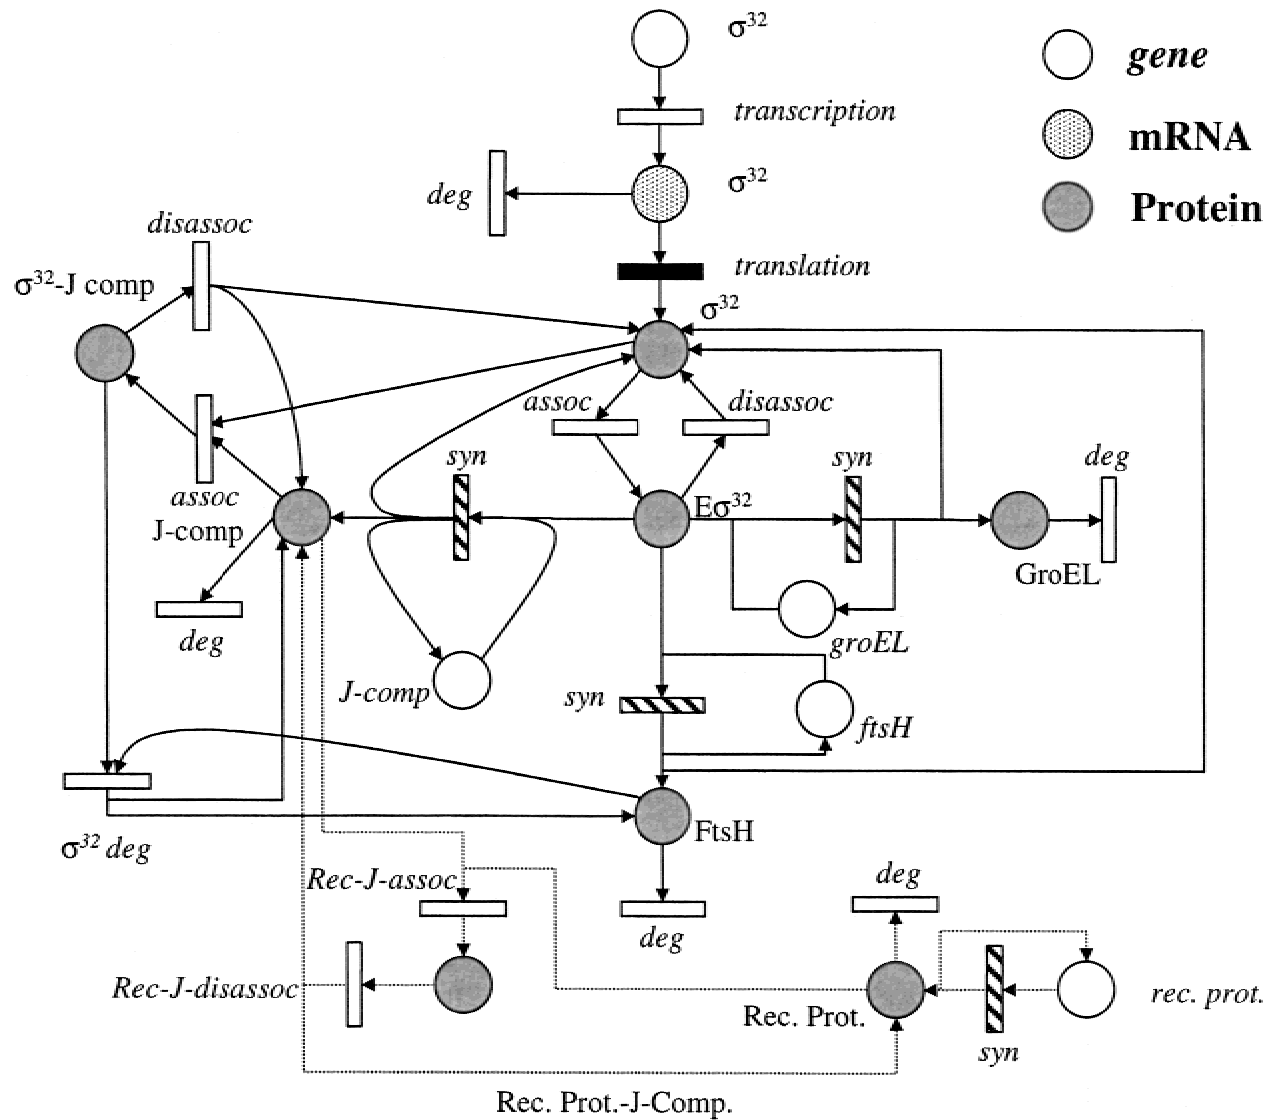 σ³²
gene
transcription
mRNA
σ³²
deg
Protein
disassoc
translation
σ³²-J comp
σ³²
assoc
disassoc
syn
syn
deg
assoc
Eσ³²
J-comp
GroEL
deg
groEL
J-comp
syn
ftsH
FtsH
σ³² deg
Rec-J-assoc
deg
deg
Rec-J-disassoc
rec. prot.
Rec. Prot.
syn
Rec. Prot.-J-Comp.